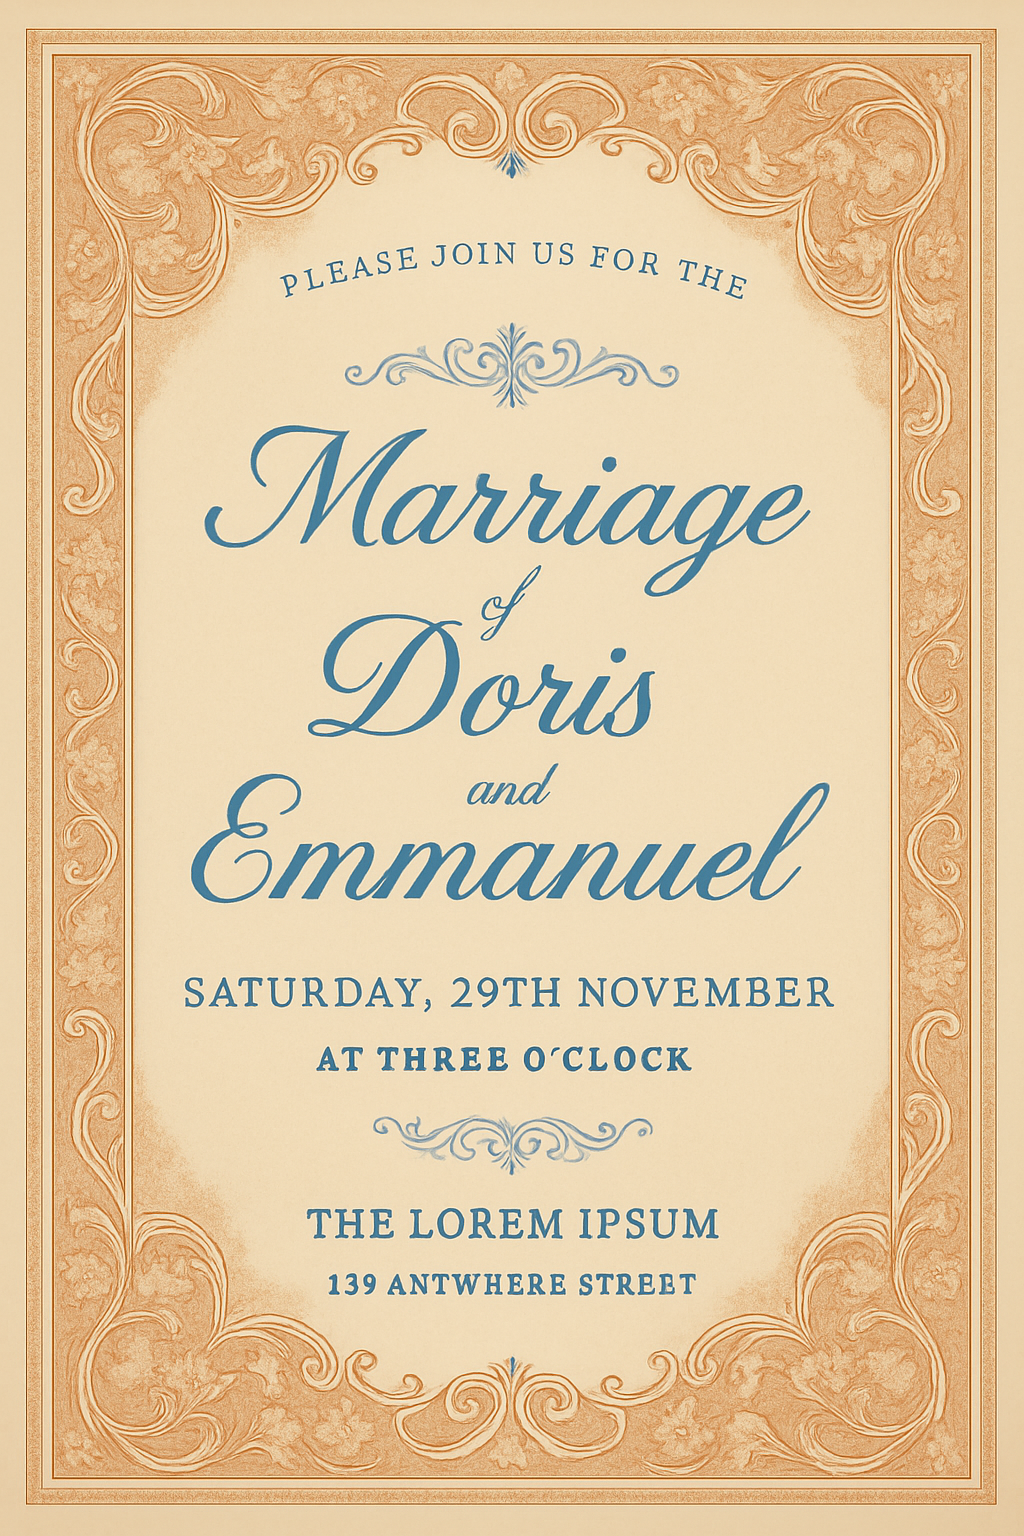 PLEASE JOIN US FOR THE
Marriage
of
Doris
and
Emmanuel
SATURDAY, 29TH NOVEMBER
AT THREE O´CLOCK
THE LOREM IPSUM
139 ANTWHERE STREET